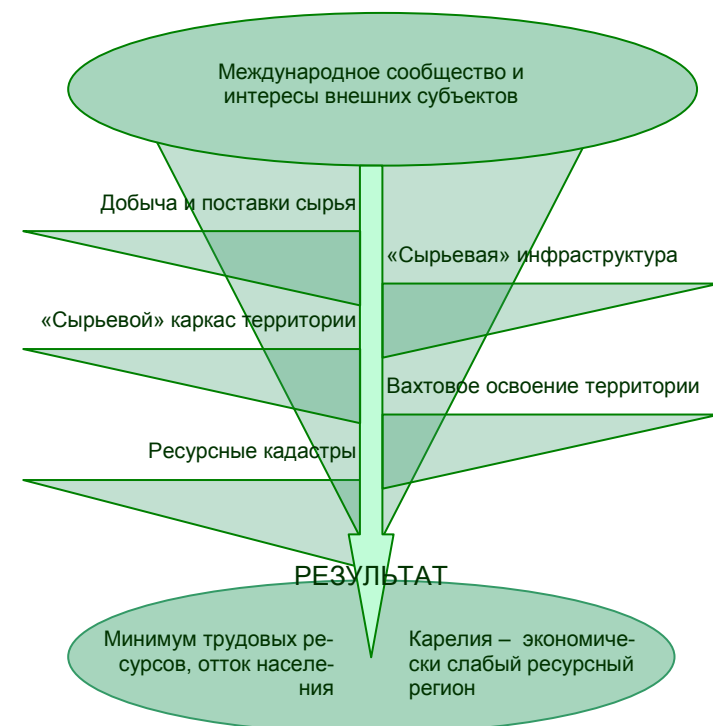 Международное сообщество и
интересы внешних субъектов
Добыча и поставки сырья
«Сырьевая» инфраструктура
«Сырьевой» каркас территории
Вахтовое освоение территории
Ресурсные кадастры
РЕЗУЛЬТАТ
Минимум трудовых ре-
сурсов, отток населе-
ния
Карелия – экономиче-
ски слабый ресурсный
регион